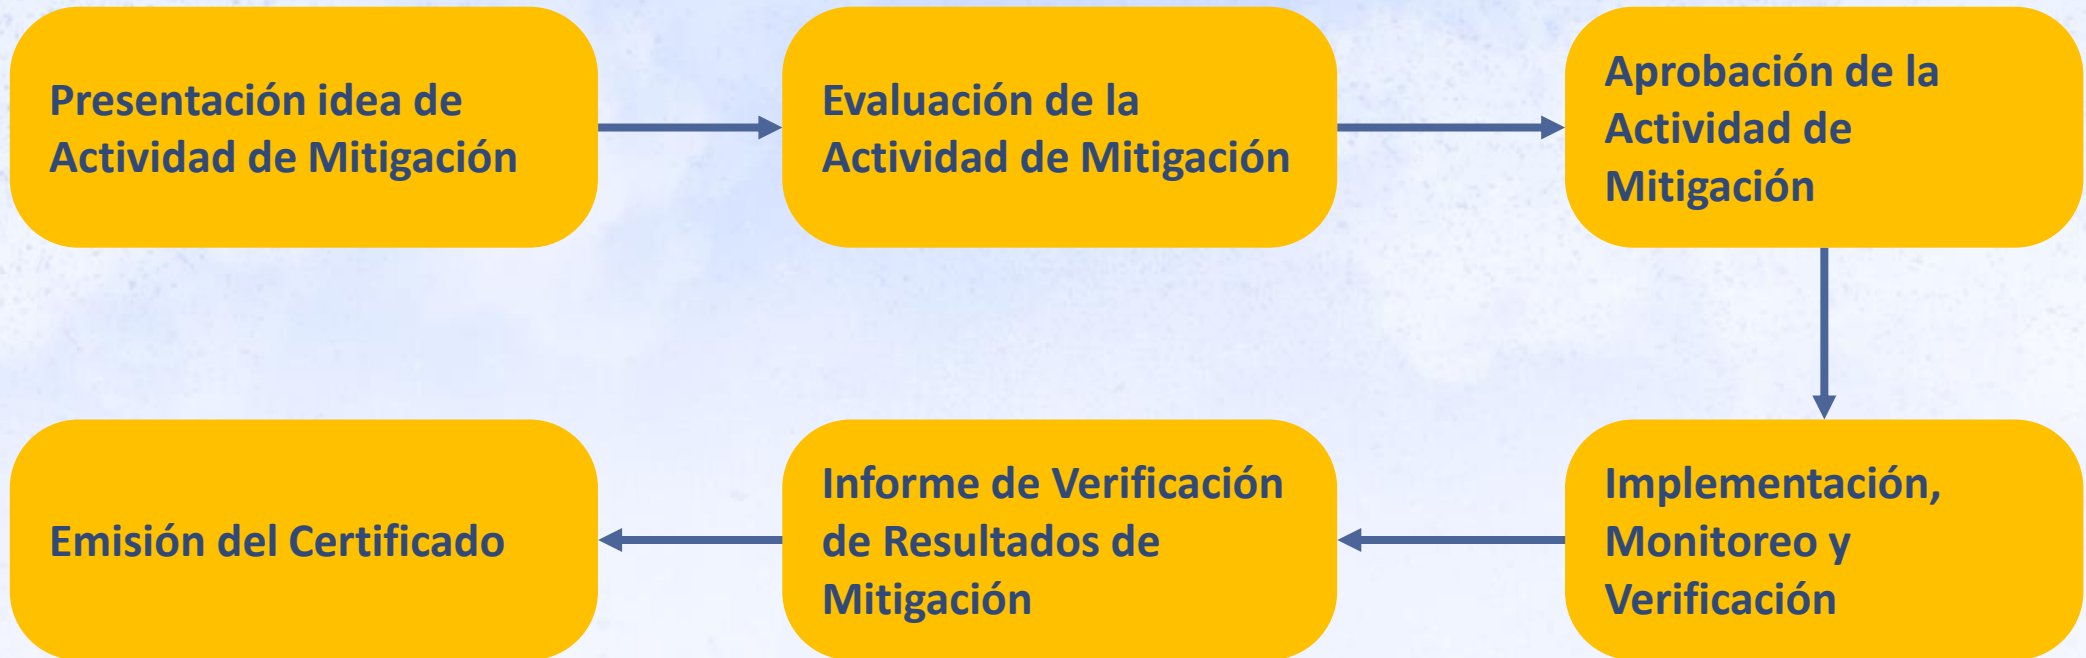 Presentación idea de
Actividad de Mitigación
Evaluación de la
Actividad de Mitigación
Aprobación de la
Actividad de
Mitigación
Implementación,
Monitoreo y
Verificación
Informe de Verificación
de Resultados de
Mitigación
Emisión del Certificado